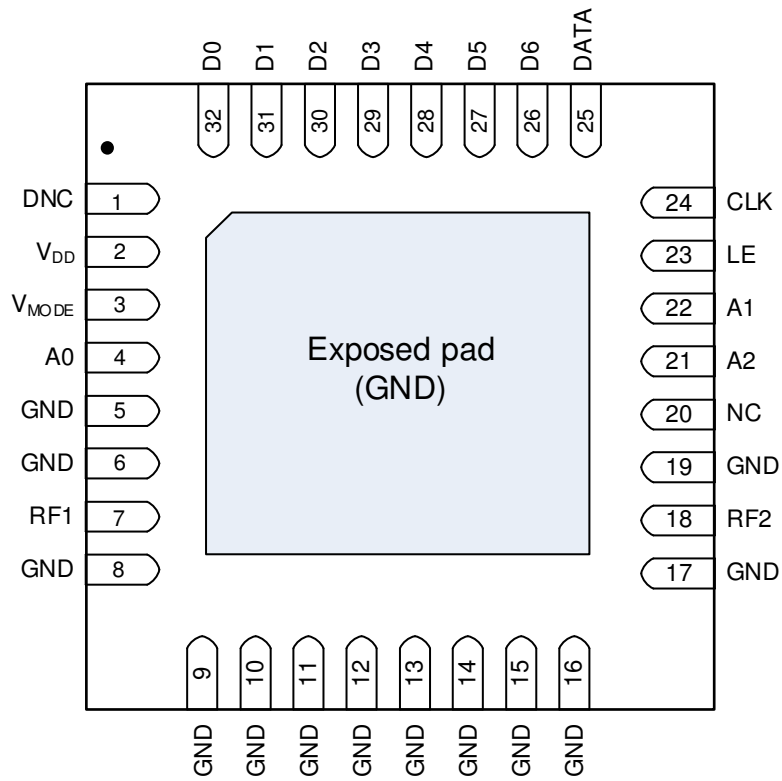 D0 D1 D2 D3 D4 D5 D6 DATA
32 31 30 29 28 27 26 25
DNC 1
24 CLK
VDD 2
23 LE
VMODE 3
22 A1
A0 4
21 A2
GND 5
20 NC
GND 6
19 GND
RF1 7
18 RF2
GND 8
17 GND
Exposed pad
(GND)
9 10 11 12 13 14 15 16
GND GND GND GND GND GND GND GND